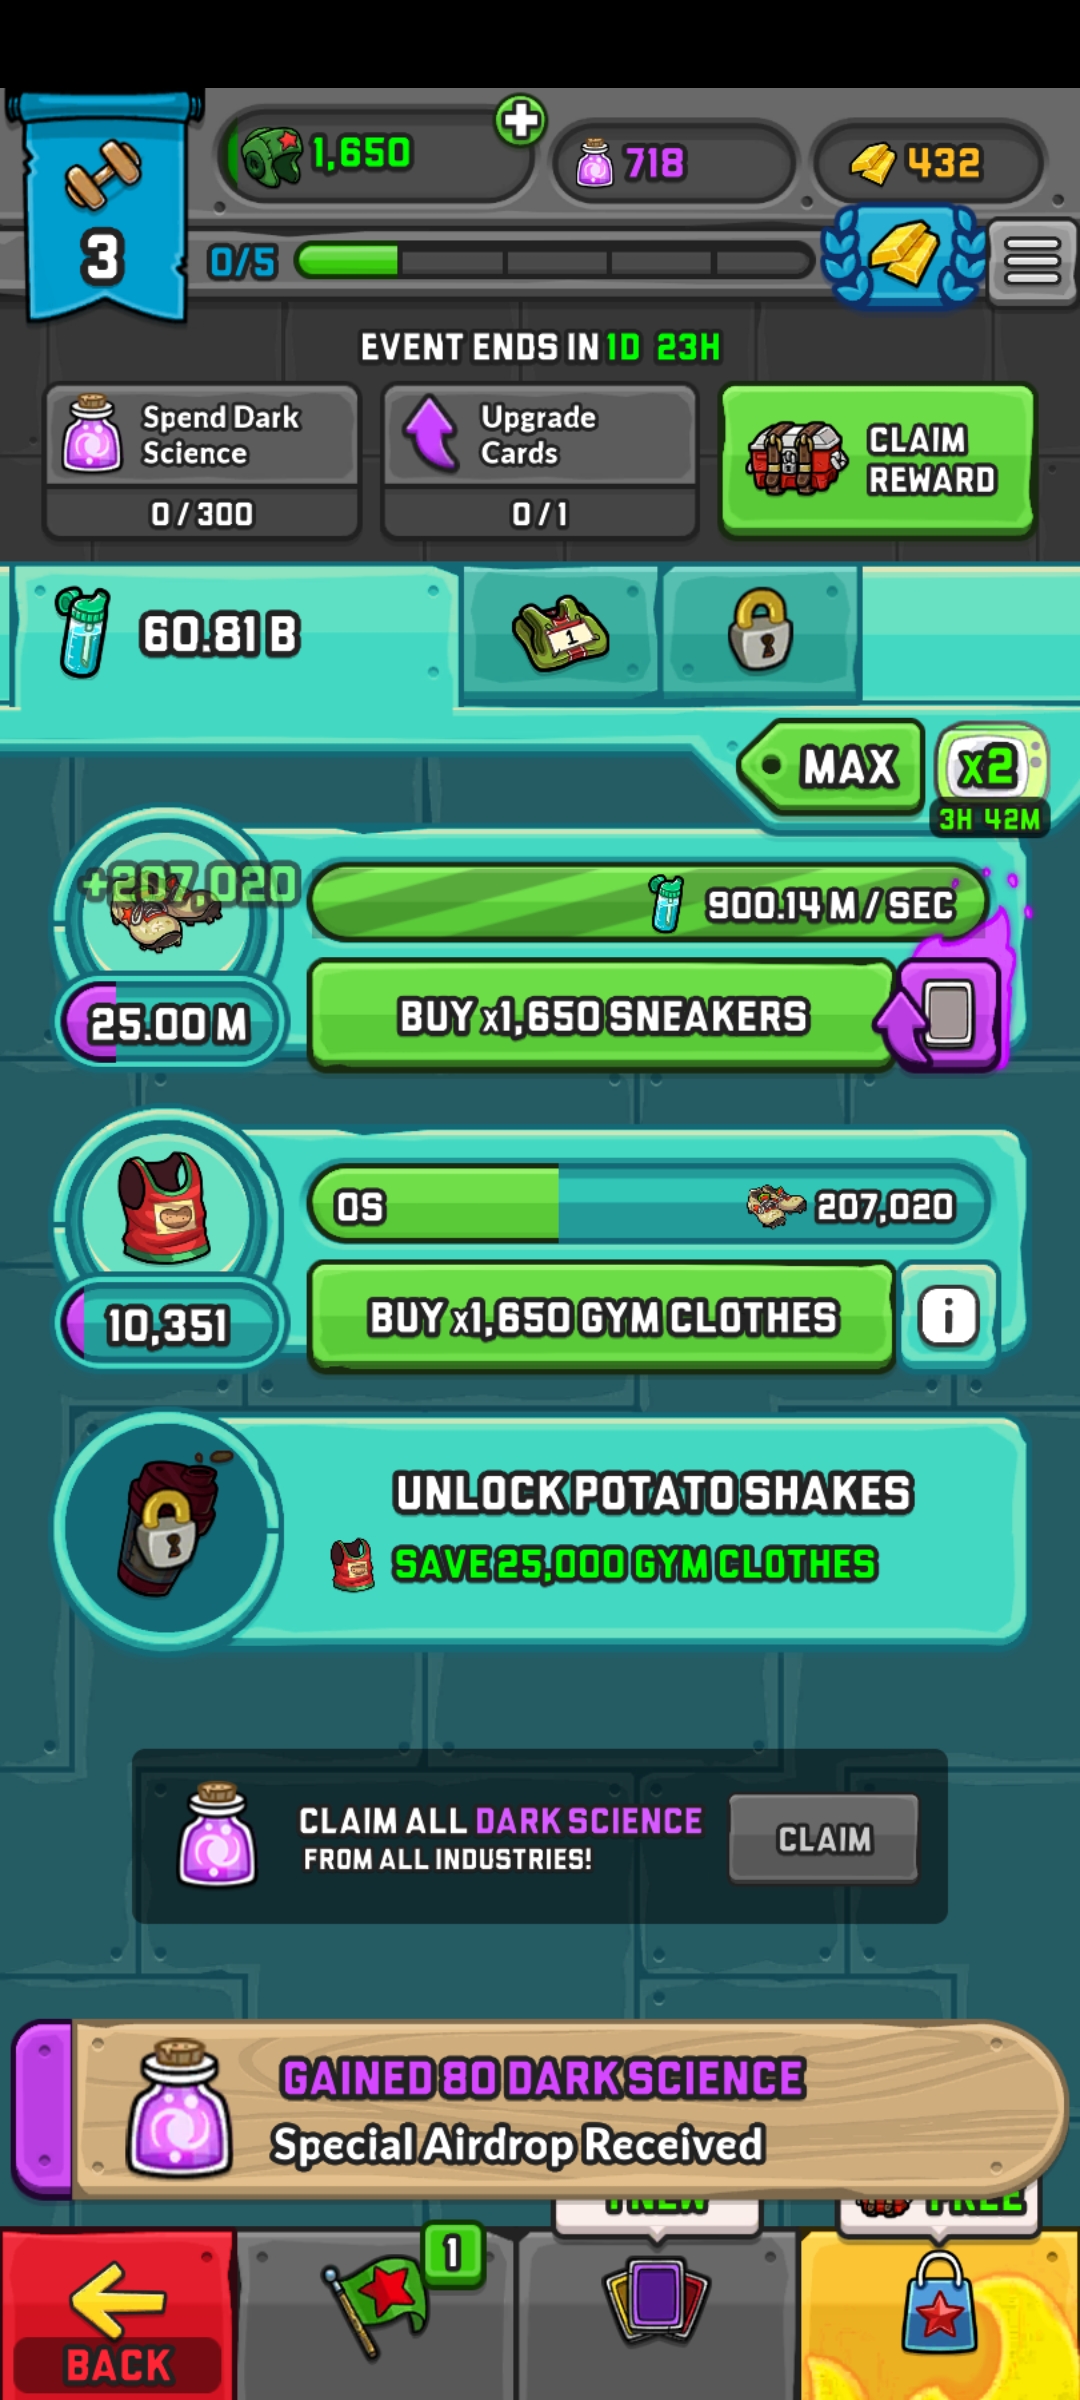 1,650
718
432
3
0/5
EVENT ENDS IN 1D 23H
Spend Dark
Science
0 / 300
Upgrade
Cards
0 / 1
CLAIM
REWARD
60.81 B
1
MAX
x2
3H 42M
+207,020
900.14 M / SEC
25.00 M
BUY x1,650 SNEAKERS
0S
207,020
10,351
BUY x1,650 GYM CLOTHES
i
UNLOCK POTATO SHAKES
SAVE 25,000 GYM CLOTHES
CLAIM ALL DARK SCIENCE
FROM ALL INDUSTRIES!
CLAIM
GAINED 80 DARK SCIENCE
Special Airdrop Received
FREE
1
BACK